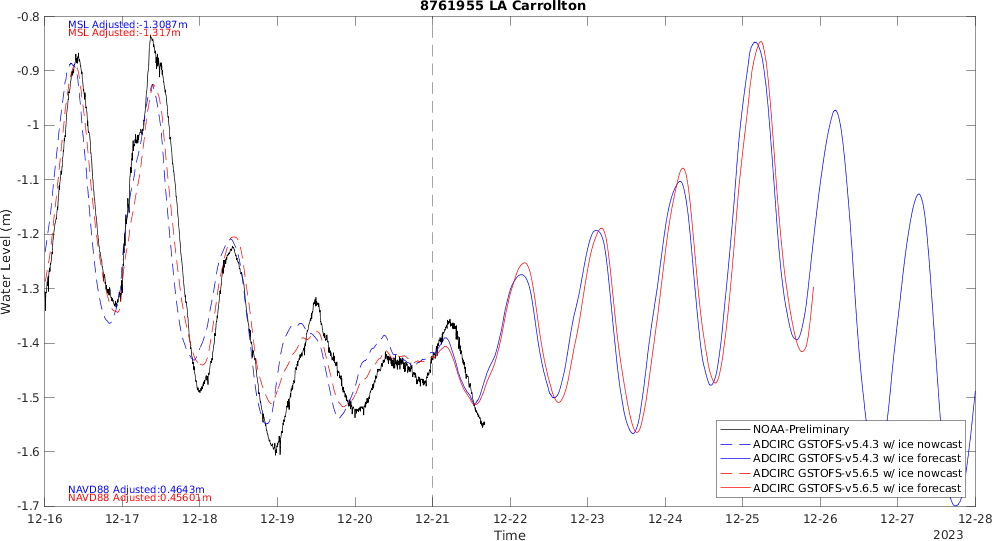 8761955 LA Carrollton
MSL Adjusted:-1.3087m
MSL Adjusted:-1.317m
-0.8
-0.9
-1
-1.1
-1.2
-1.3
-1.4
-1.5
-1.6
-1.7
Water Level (m)
NOAA-Preliminary
ADCIRC GSTOFS-v5.4.3 w/ ice nowcast
ADCIRC GSTOFS-v5.4.3 w/ ice forecast
ADCIRC GSTOFS-v5.6.5 w/ ice nowcast
ADCIRC GSTOFS-v5.6.5 w/ ice forecast
NAVD88 Adjusted:0.4643m
NAVD88 Adjusted:0.45601m
12-16 12-17 12-18 12-19 12-20 12-21 12-22 12-23 12-24 12-25 12-26 12-27 12-28
Time
2023